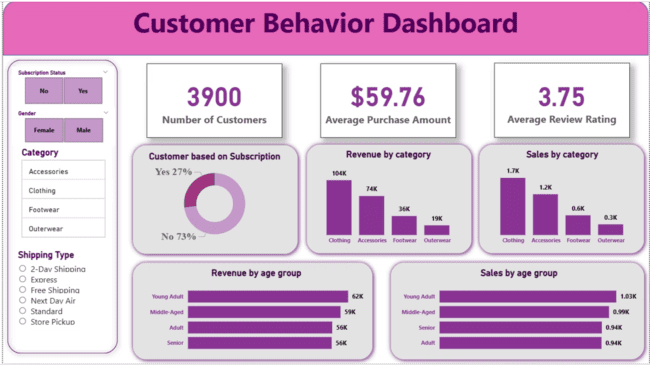 Customer Behavior Dashboard
Subscription Status
No Yes
Gender
Female Male
Category
Accessories
Clothing
Footwear
Outerwear
Shipping Type
2-Day Shipping
Express
Free Shipping
Next Day Air
Standard
Store Pickup
3900
Number of Customers
$59.76
Average Purchase Amount
3.75
Average Review Rating
Customer based on Subscription
Yes 27%
No 73%
Revenue by category
104K
74K
36K
19K
Clothing Accessories Footwear Outerwear
Sales by category
1.7K
1.2K
0.6K
0.3K
Clothing Accessories Footwear Outerwear
Revenue by age group
Young Adult 62K
Middle-Aged 59K
Adult 56K
Senior 56K
Sales by age group
Young Adult 1.03K
Middle-Aged 0.99K
Senior 0.94K
Adult 0.94K